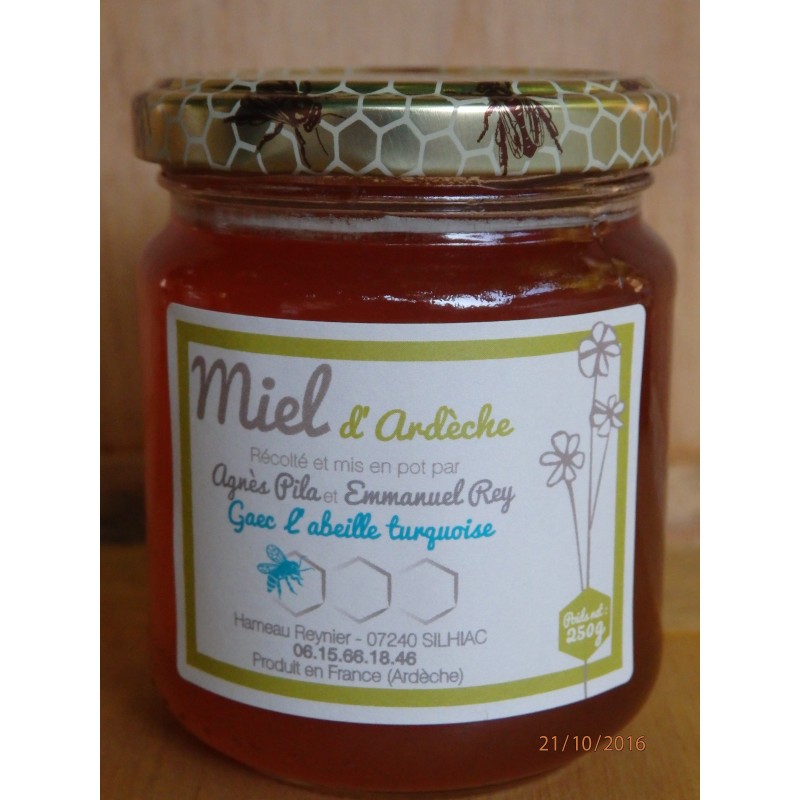 Miel d'Ardèche
Récolté et mis en pot par
Agnès Pila et Emmanuel Rey
Gaec l'abeille turquoise
Hameau Reynier - 07240 SILHIAC
06.15.66.18.46
Produit en France (Ardèche)
Poids net :
250g
21/10/2016